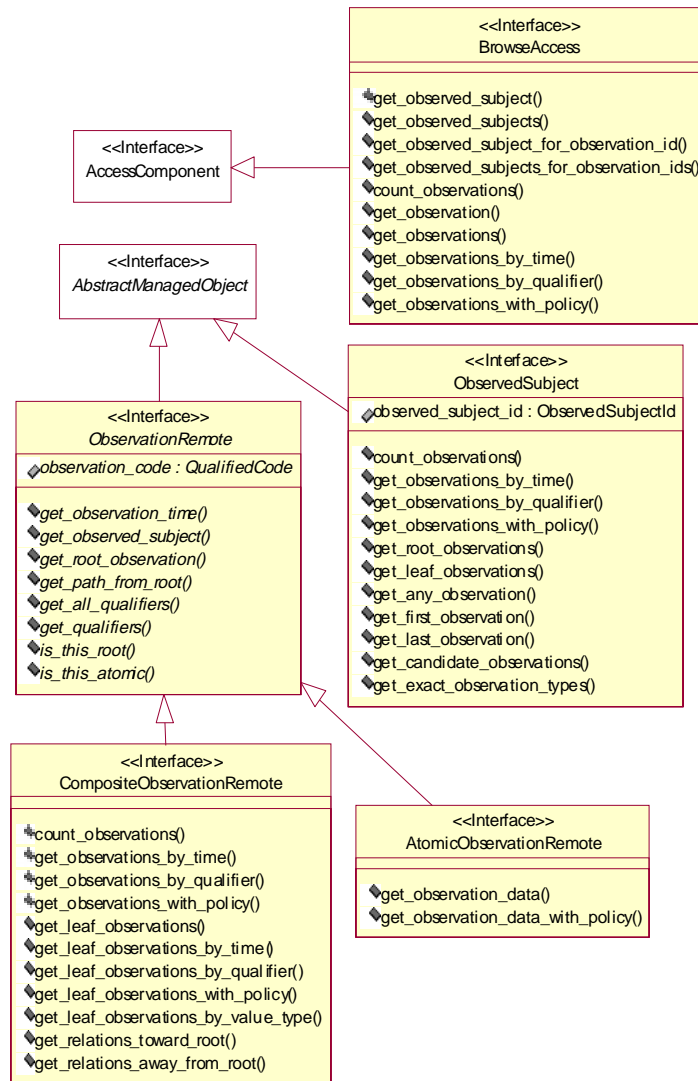 <<Interface>>
BrowseAccess
get_observed_subject()
get_observed_subjects()
get_observed_subject_for_observation_id()
get_observed_subjects_for_observation_ids()
count_observations()
get_observation()
get_observations()
get_observations_by_time()
get_observations_by_qualifier()
get_observations_with_policy()
<<Interface>>
AccessComponent
<<Interface>>
AbstractManagedObject
<<Interface>>
ObservedSubject
observed_subject_id : ObservedSubjectId
count_observations()
get_observations_by_time()
get_observations_by_qualifier()
get_observations_with_policy()
get_root_observations()
get_leaf_observations()
get_any_observation()
get_first_observation()
get_last_observation()
get_candidate_observations()
get_exact_observation_types()
<<Interface>>
ObservationRemote
observation_code : QualifiedCode
get_observation_time()
get_observed_subject()
get_root_observation()
get_path_from_root()
get_all_qualifiers()
get_qualifiers()
is_this_root()
is_this_atomic()
<<Interface>>
CompositeObservationRemote
count_observations()
get_observations_by_time()
get_observations_by_qualifier()
get_observations_with_policy()
get_leaf_observations()
get_leaf_observations_by_time()
get_leaf_observations_by_qualifier()
get_leaf_observations_with_policy()
get_leaf_observations_by_value_type()
get_relations_toward_root()
get_relations_away_from_root()
<<Interface>>
AtomicObservationRemote
get_observation_data()
get_observation_data_with_policy()